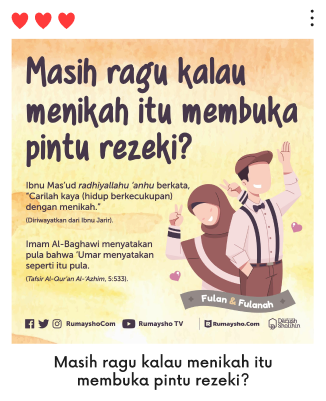 Masih ragu kalau
menikah itu membuka
pintu rezeki?
Ibnu Mas'ud radhiyallahu 'anhu berkata,
"Carilah kaya (hidup berkecukupan)
dengan menikah."
(Diriwayatkan dari Ibnu Jarir).
Imam Al-Baghawi menyatakan
pula bahwa 'Umar menyatakan
seperti itu pula.
(Tafsir Al-Qur'an Al-'Azhim, 5:533).
Fulan & Fulanah
RumayshoCom
Rumaysho TV
Rumaysho.Com
Darush
Sholihin
Masih ragu kalau menikah itu
membuka pintu rezeki?